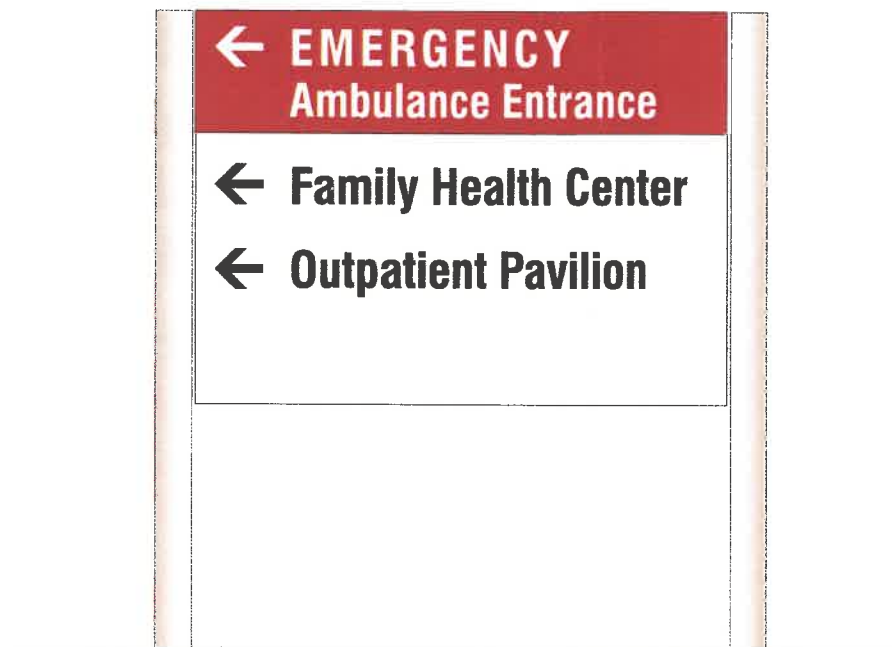 ← EMERGENCY
Ambulance Entrance
← Family Health Center
← Outpatient Pavilion